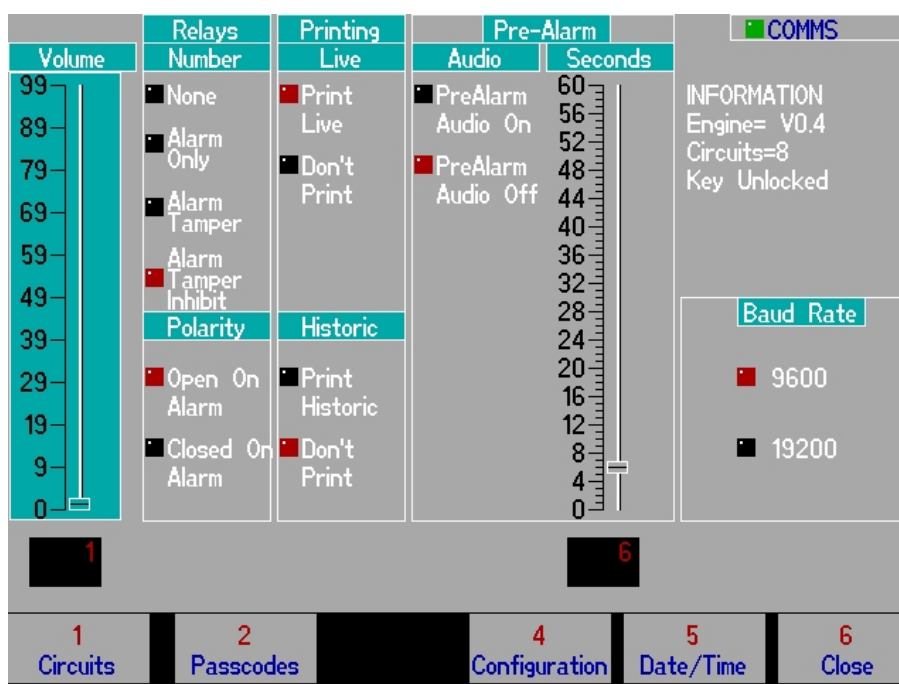 Volume
99
89
79
69
59
49
39
29
19
9
0
1
Relays
Number
None
Alarm
Only
Alarm
Tamper
Alarm
Tamper
Inhibit
Polarity
Open On
Alarm
Closed On
Alarm
Printing
Live
Print
Live
Don't
Print
Historic
Print
Historic
Don't
Print
Pre-Alarm
Audio
PreAlarm
Audio On
PreAlarm
Audio Off
Seconds
60
56
52
48
44
40
36
32
28
24
20
16
12
8
4
0
6
COMMS
INFORMATION
Engine= V0.4
Circuits=8
Key Unlocked
Baud Rate
9600
19200
1
Circuits
2
Passcodes
4
Configuration
5
Date/Time
6
Close